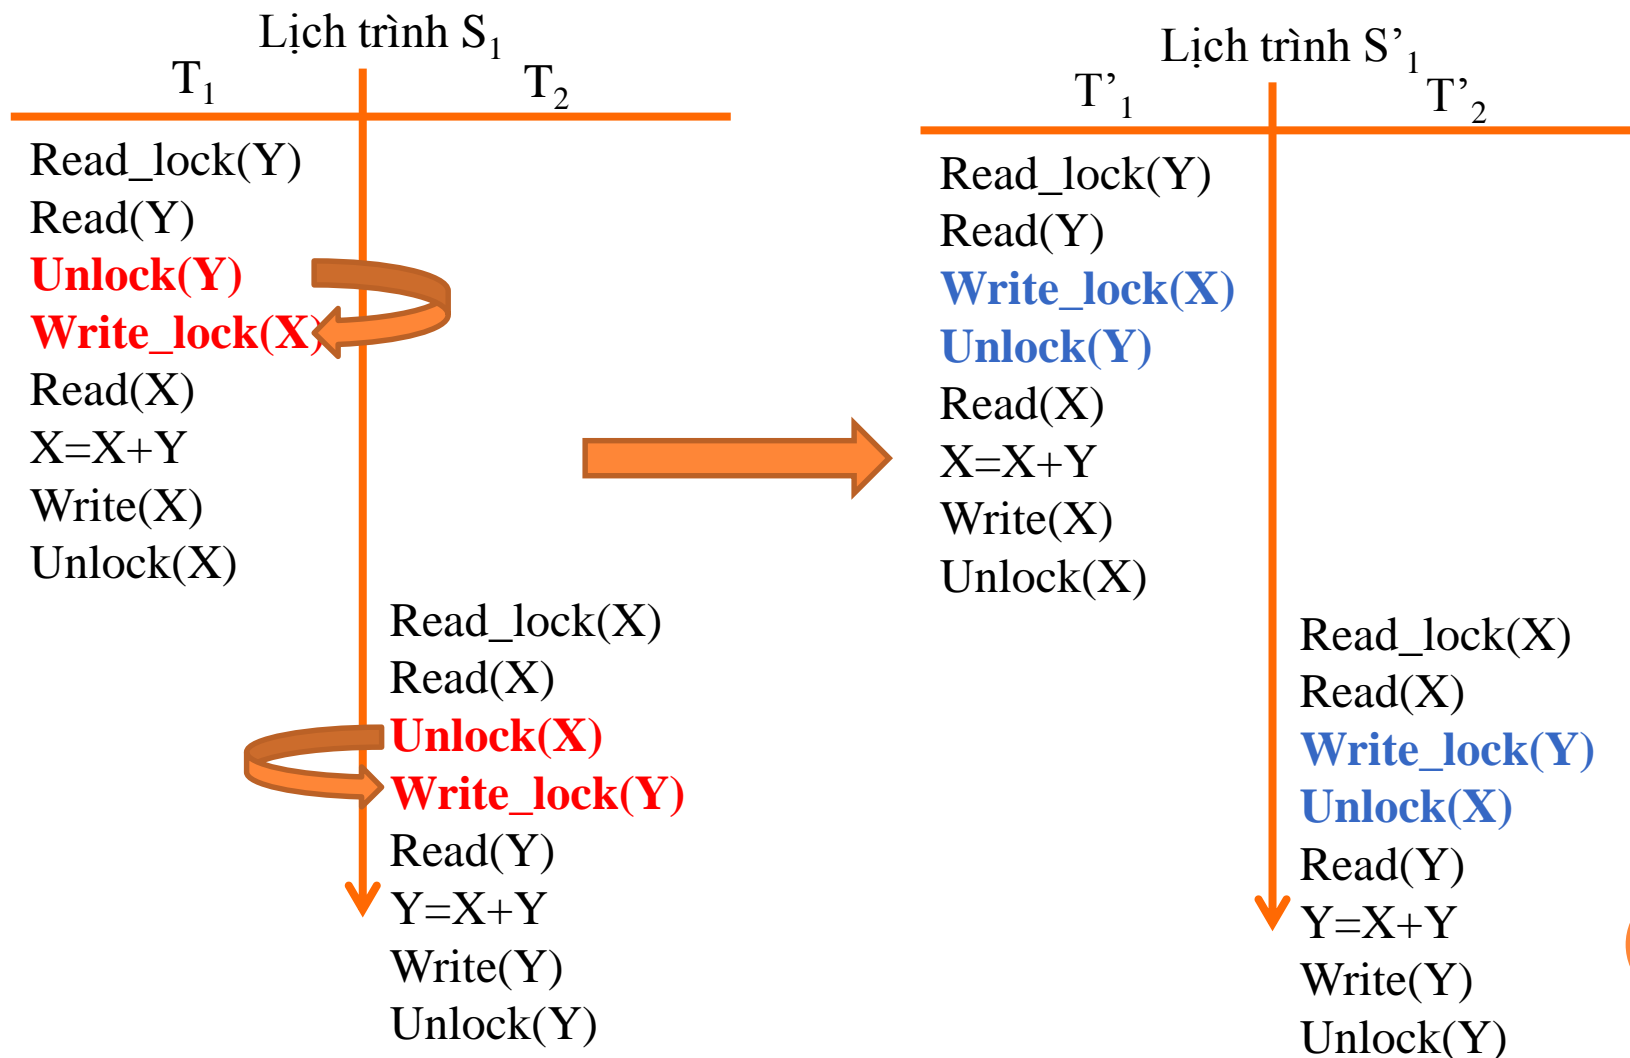 Lịch trình S₁
T₁
T₂
Read_lock(Y)
Read(Y)
Unlock(Y)
Write_lock(X)
Read(X)
X=X+Y
Write(X)
Unlock(X)
Read_lock(X)
Read(X)
Unlock(X)
Write_lock(Y)
Read(Y)
Y=X+Y
Write(Y)
Unlock(Y)
Lịch trình S’₁
T’₁
T’₂
Read_lock(Y)
Read(Y)
Write_lock(X)
Unlock(Y)
Read(X)
X=X+Y
Write(X)
Unlock(X)
Read_lock(X)
Read(X)
Write_lock(Y)
Unlock(X)
Read(Y)
Y=X+Y
Write(Y)
Unlock(Y)